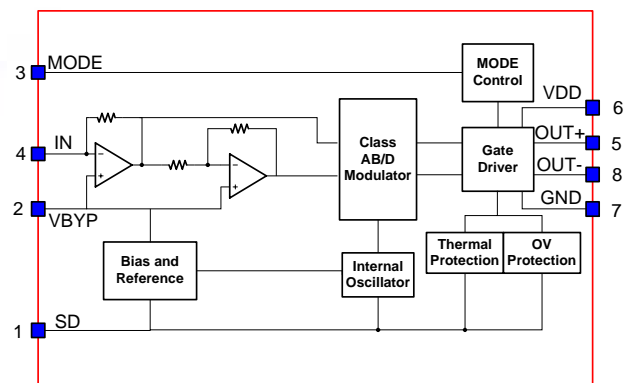 3 MODE
MODE
Control
VDD
6
4 IN
Class
AB/D
Modulator
Gate
Driver
OUT+
5
OUT-
8
2
VBYP
GND
7
Bias and
Reference
Internal
Oscillator
Thermal
Protection
OV
Protection
1 SD
− + − +